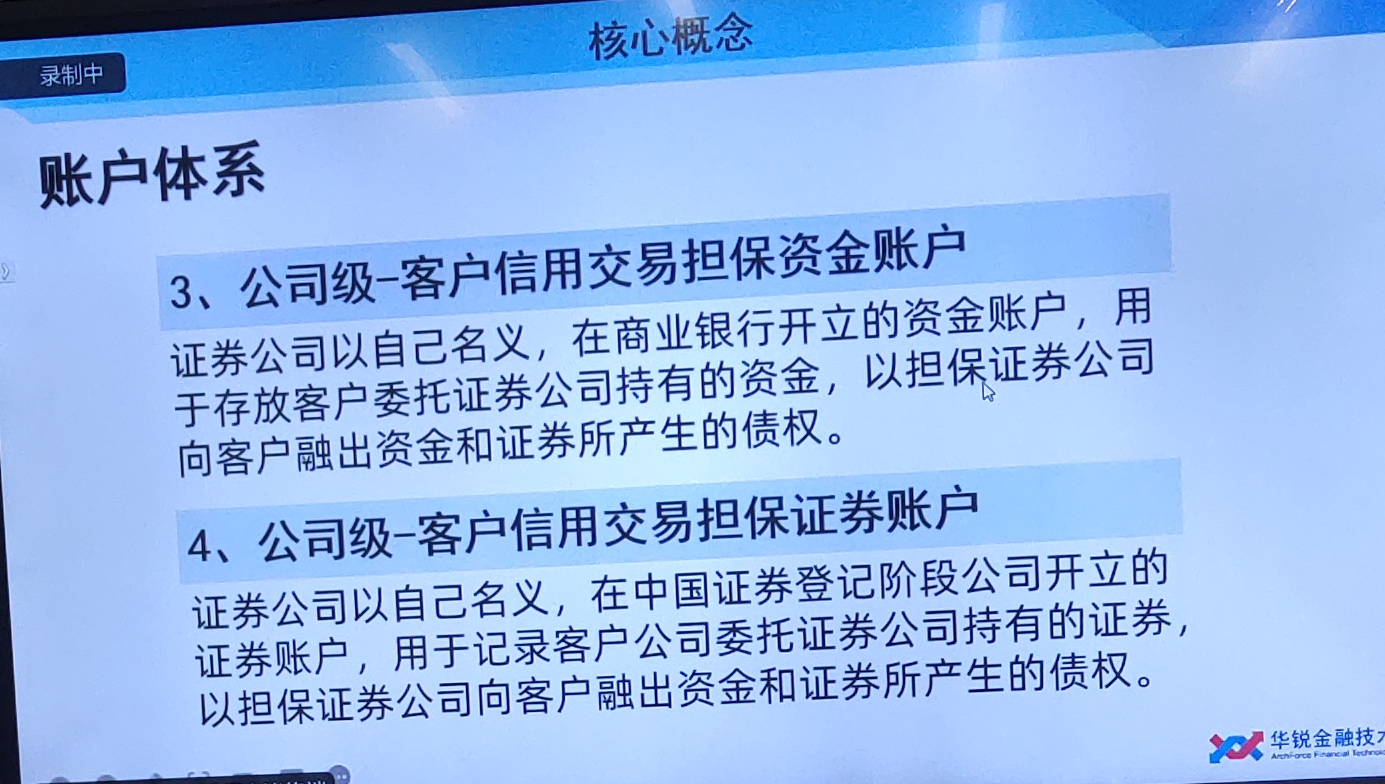 核心概念
录制中
账户体系
3、公司级-客户信用交易担保资金账户
证券公司以自己名义，在商业银行开立的资金账户，用
于存放客户委托证券公司持有的资金，以担保证券公司
向客户融出资金和证券所产生的债权。
4、公司级-客户信用交易担保证券账户
证券公司以自己名义，在中国证券登记阶段公司开立的
证券账户，用于记录客户公司委托证券公司持有的证券，
以担保证券公司向客户融出资金和证券所产生的债权。
华锐金融技
ArchForce Financial